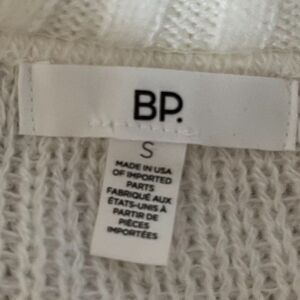 BP.
S
MADE IN USA
OF IMPORTED
PARTS
FABRIQUÉ AUX
ÉTATS-UNIS À
PARTIR DE
PIÈCES
IMPORTÉES